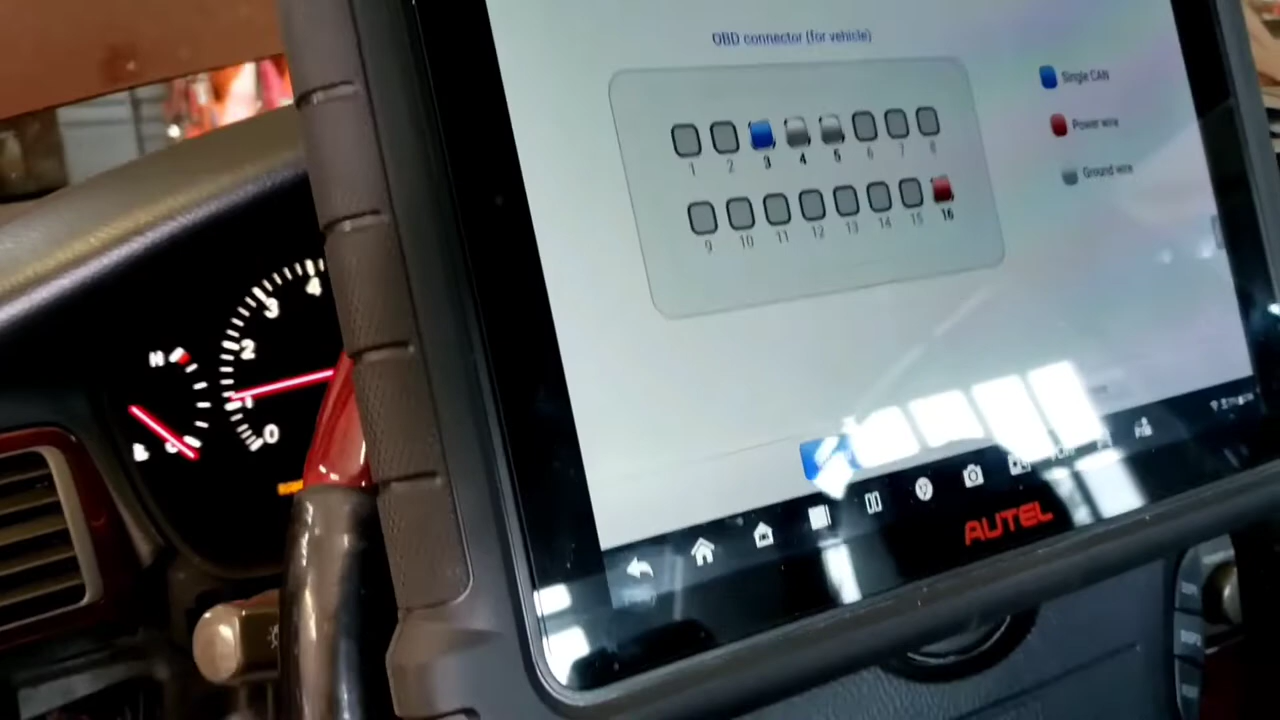 OBD connector (for vehicle)
Single CAN
Power wire
Ground wire
1 2 3 4 5 6 7 8
9 10 11 12 13 14 15 16
AUTEL
H
4
3
2
1
0